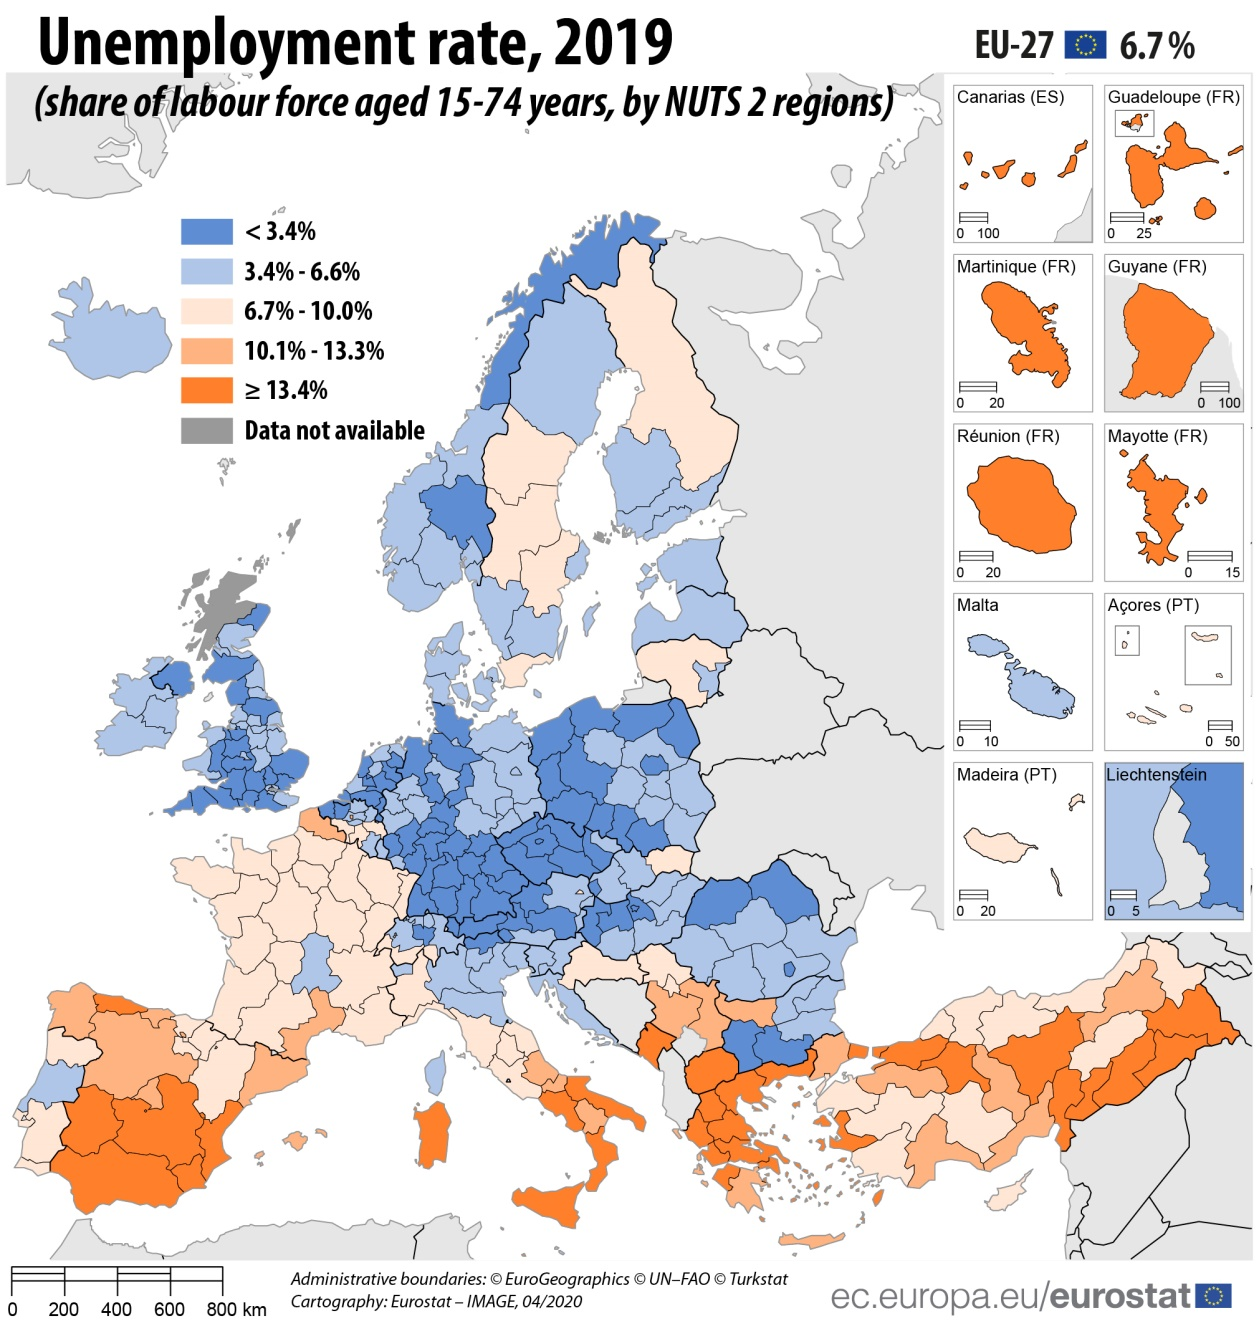 Unemployment rate, 2019
(share of labour force aged 15-74 years, by NUTS 2 regions)
EU-27 6.7 %
< 3.4%
3.4% - 6.6%
6.7% - 10.0%
10.1% - 13.3%
≥ 13.4%
Data not available
Canarias (ES)
0 100
Guadeloupe (FR)
0 25
Martinique (FR)
0 20
Guyane (FR)
0 100
Réunion (FR)
0 20
Mayotte (FR)
0 15
Malta
0 10
Açores (PT)
0 50
Madeira (PT)
0 20
Liechtenstein
0 5
0 200 400 600 800 km
Administrative boundaries: © EuroGeographics © UN–FAO © Turkstat
Cartography: Eurostat – IMAGE, 04/2020
ec.europa.eu/eurostat